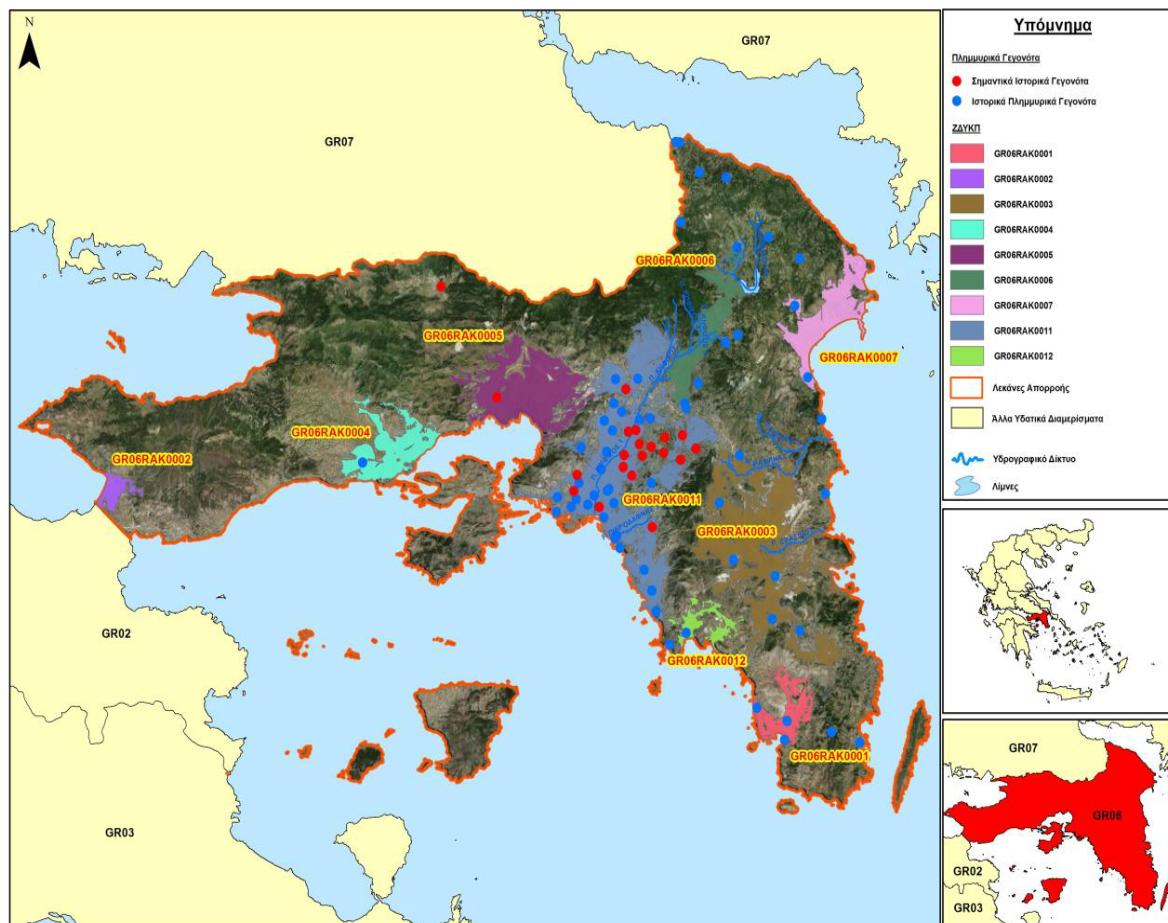 N
GR07
GR07
GR06RAK0006
GR06RAK0005
GR06RAK0007
GR06RAK0004
GR06RAK0002
GR06RAK0011
GR06RAK0003
GR02
GR06RAK0012
GR06RAK0001
GR03
Υπόμνημα
Πλημμυρικά Γεγονότα
Σημαντικά Ιστορικά Γεγονότα
Ιστορικά Πλημμυρικά Γεγονότα
ΖΔΥΚΠ
GR06RAK0001
GR06RAK0002
GR06RAK0003
GR06RAK0004
GR06RAK0005
GR06RAK0006
GR06RAK0007
GR06RAK0011
GR06RAK0012
Λεκάνες Απορροής
Άλλα Υδατικά Διαμερίσματα
Υδρογραφικό Δίκτυο
Λίμνες
GR07
GR06
GR02
GR03